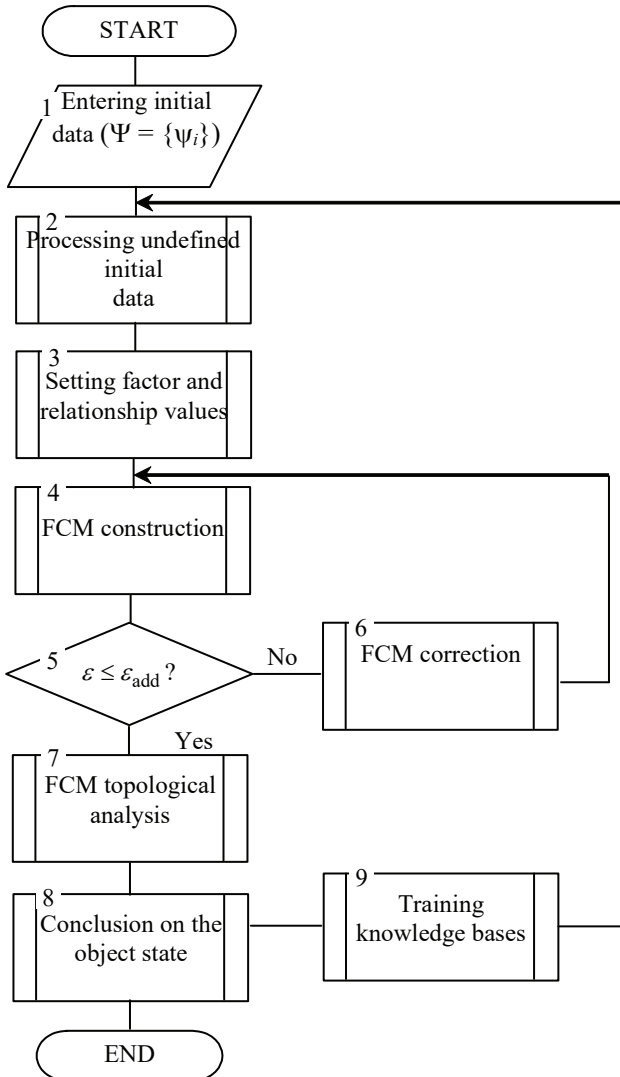 START
1
Entering initial
data (Ψ = {ψi})
2
Processing undefined
initial
data
3
Setting factor and
relationship values
4
FCM construction
5
ε ≤ εadd ?
No
6
FCM correction
Yes
7
FCM topological
analysis
8
Conclusion on the
object state
9
Training
knowledge bases
END